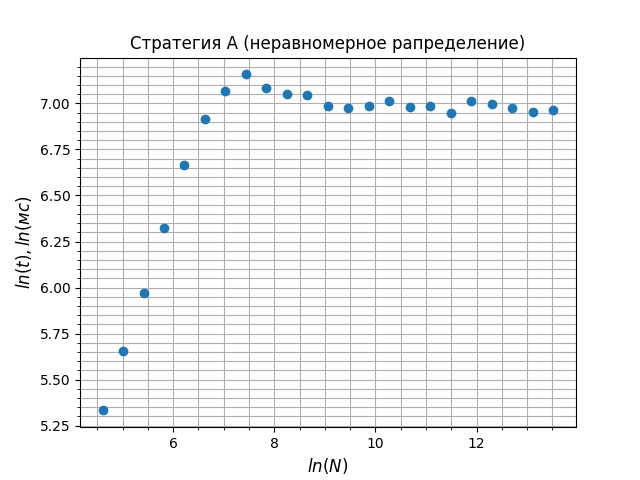 Стратегия A (неравномерное рапределение)
7.00
6.75
6.50
6.25
6.00
5.75
5.50
5.25
ln(t), ln(мс)
6 8 10 12
ln(N)